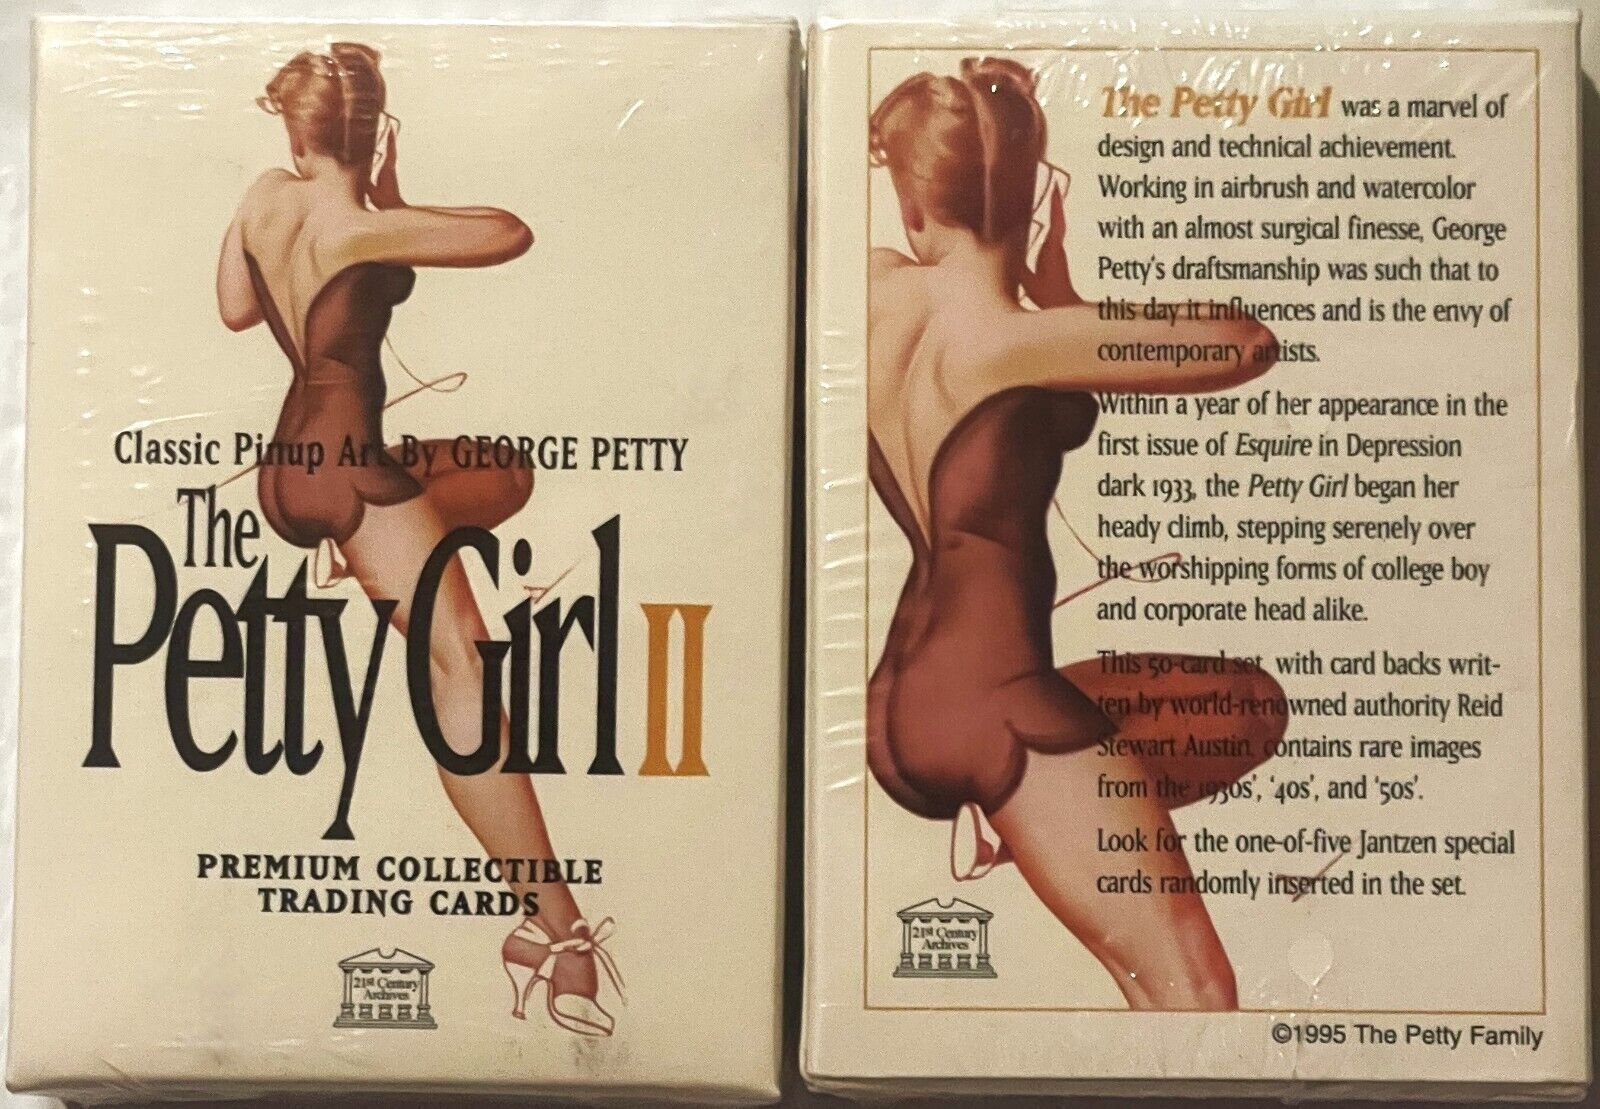 Classic Pinup Art By GEORGE PETTY
The
Petty Girl II
PREMIUM COLLECTIBLE
TRADING CARDS
21st Century
Archives
The Petty Girl was a marvel of
design and technical achievement.
Working in airbrush and watercolor
with an almost surgical finesse, George
Petty's draftsmanship was such that to
this day it influences and is the envy of
contemporary artists.
Within a year of her appearance in the
first issue of Esquire in Depression
dark 1933, the Petty Girl began her
heady climb, stepping serenely over
the worshipping forms of college boy
and corporate head alike.
This 50-card set, with card backs writ-
ten by world-renowned authority Reid
Stewart Austin, contains rare images
from the 1930s', '40s', and '50s'.
Look for the one-of-five Jantzen special
cards randomly inserted in the set.
21st Century
Archives
©1995 The Petty Family